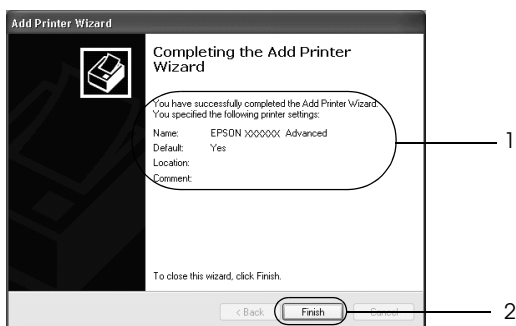 Add Printer Wizard
Completing the Add Printer
Wizard
You have successfully completed the Add Printer Wizard.
You specified the following printer settings:
Name: EPSON XXXXXX Advanced
Default: Yes
Location:
Comment:
1
To close this wizard, click Finish.
< Back Finish Cancel
2